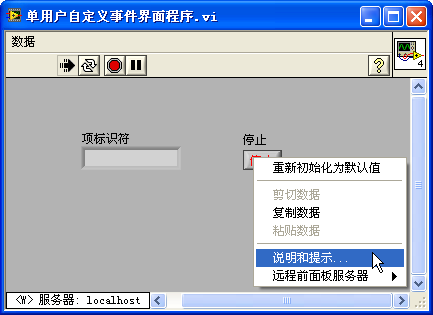 单用户自定义事件界面程序.vi
数据
?
4
项标识符
停止
停止
重新初始化为默认值
剪切数据
复制数据
粘贴数据
说明和提示...
远程前面板服务器
<W> 服务器: localhost